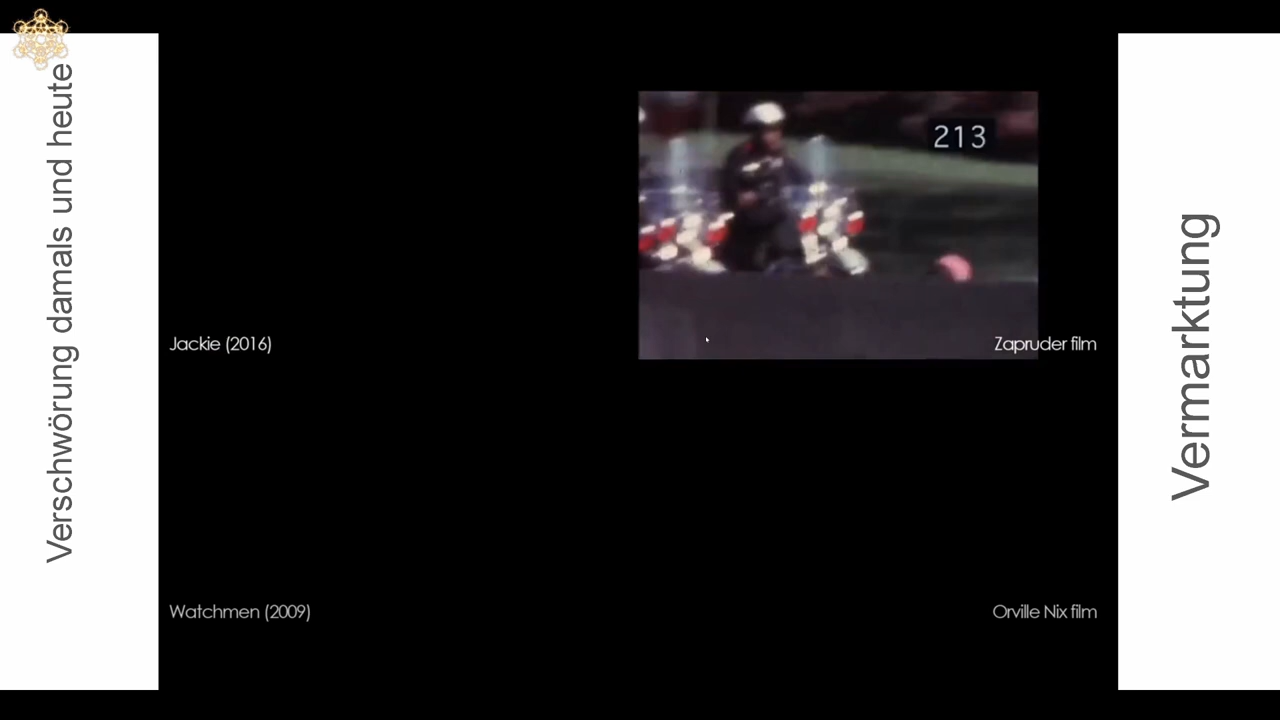 Verschwörung damals und heute
213
Jackie (2016)
Zapruder film
Watchmen (2009)
Orville Nix film
Vermarktung